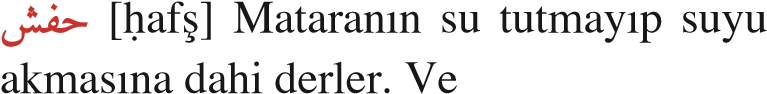 حفش [ḥafş] Mataranın su tutmayıp suyu
akmasına dahi derler. Ve